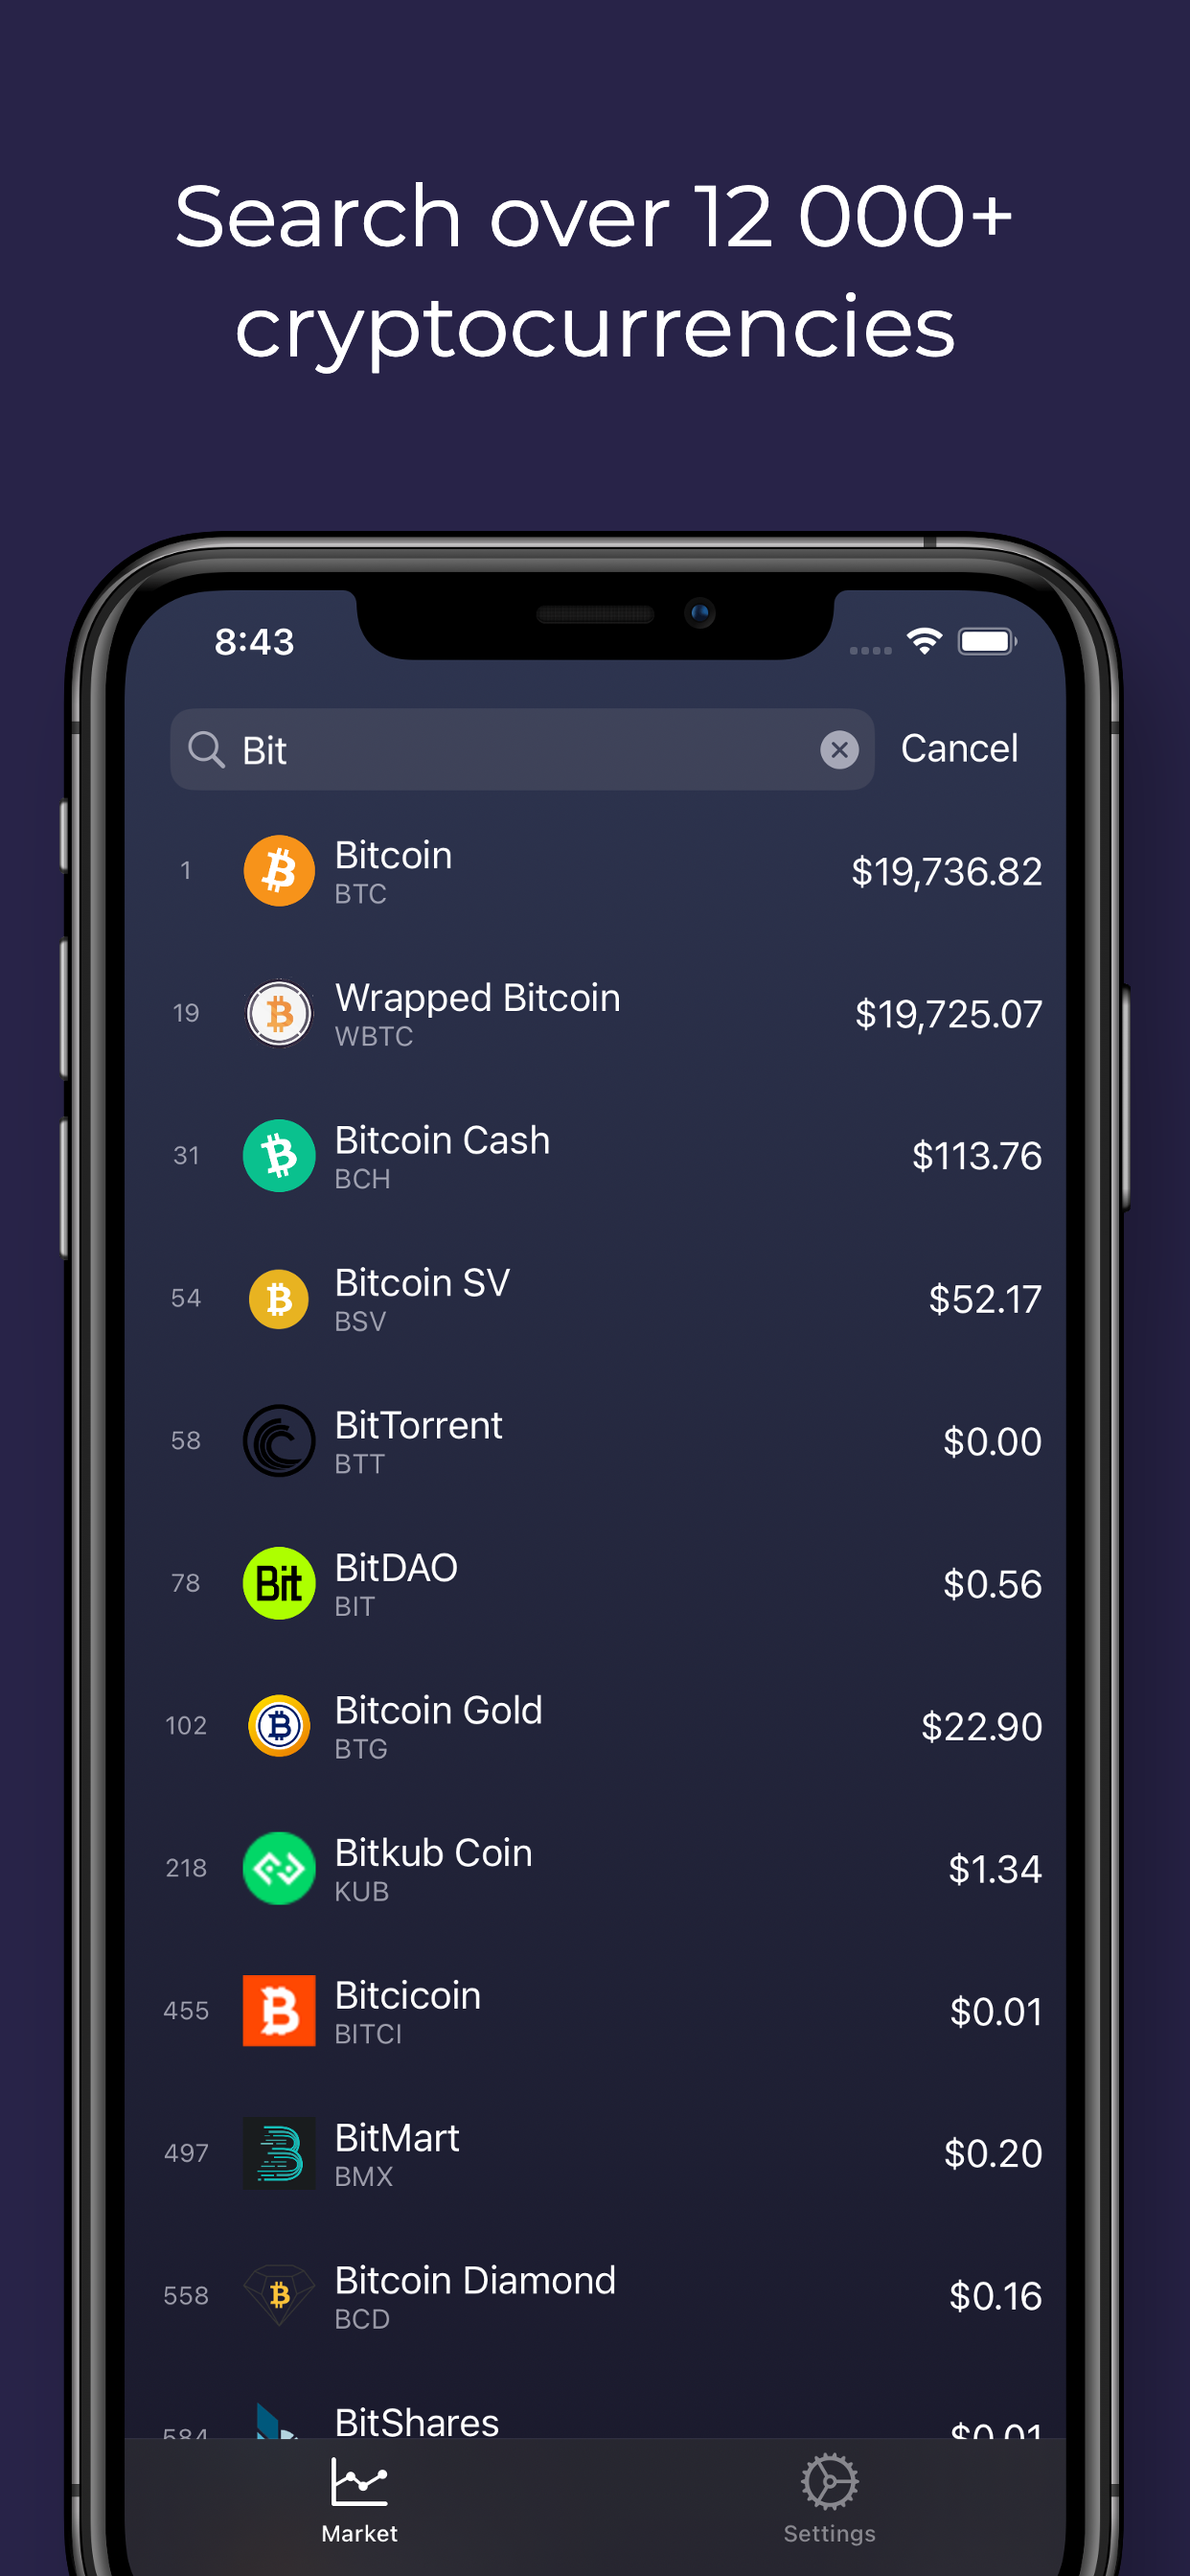 Search over 12 000+
cryptocurrencies
8:43
Bit
Cancel
1
Bitcoin
BTC
$19,736.82
19
Wrapped Bitcoin
WBTC
$19,725.07
31
Bitcoin Cash
BCH
$113.76
54
Bitcoin SV
BSV
$52.17
58
BitTorrent
BTT
$0.00
78
Bit
BitDAO
BIT
$0.56
102
Bitcoin Gold
BTG
$22.90
218
Bitkub Coin
KUB
$1.34
455
Bitcicoin
BITCI
$0.01
497
BitMart
BMX
$0.20
558
Bitcoin Diamond
BCD
$0.16
584
BitShares
$0.01
Market
Settings